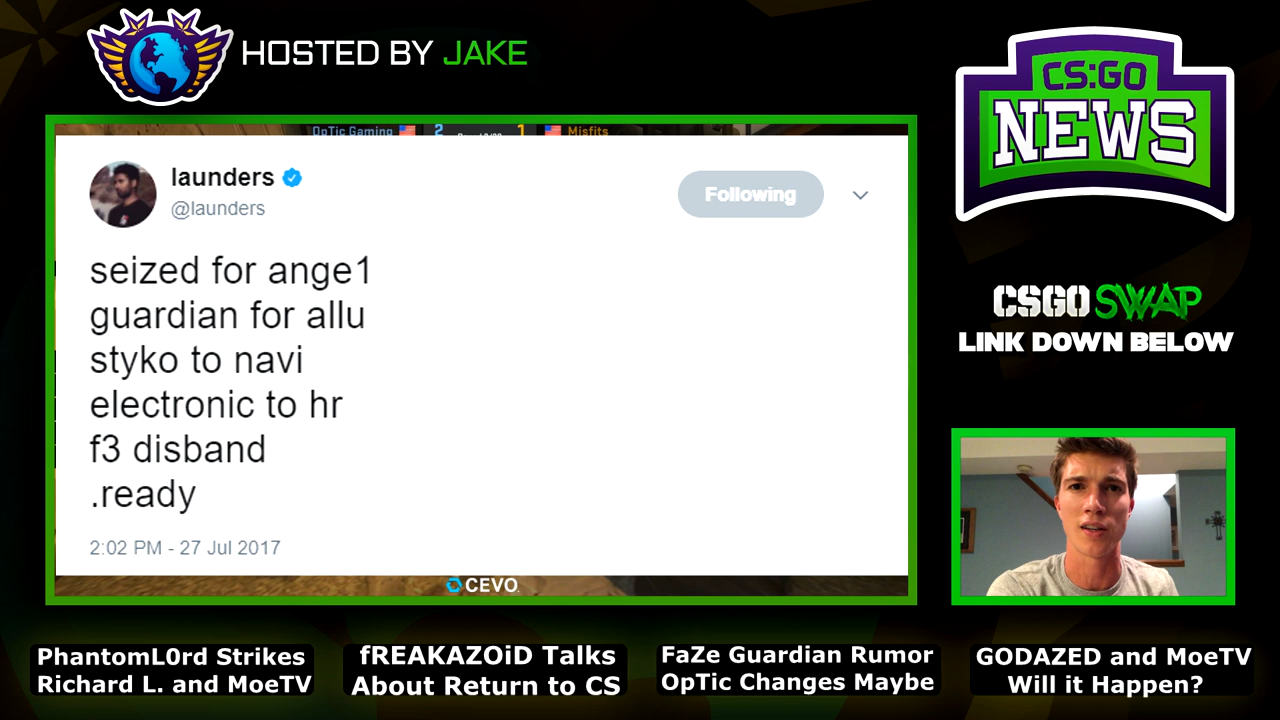 HOSTED BY JAKE
CS:GO
NEWS
OpTic Gaming 2 1 Misfits
launders
@launders
Following
seized for ange1
guardian for allu
styko to navi
electronic to hr
f3 disband
.ready
2:02 PM - 27 Jul 2017
CEVO
CSGO SWAP
LINK DOWN BELOW
PhantomL0rd Strikes
Richard L. and MoeTV
fREAKAZOiD Talks
About Return to CS
FaZe Guardian Rumor
OpTic Changes Maybe
GODAZED and MoeTV
Will it Happen?